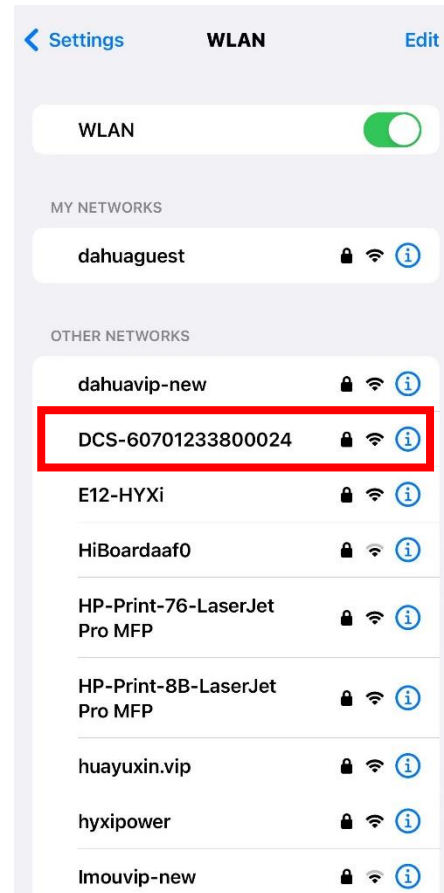 Settings WLAN Edit
WLAN
MY NETWORKS
dahuaguest
OTHER NETWORKS
dahuavip-new
DCS-60701233800024
E12-HYXi
HiBoardaaf0
HP-Print-76-LaserJet
Pro MFP
HP-Print-8B-LaserJet
Pro MFP
huayuxin.vip
hyxipower
Imouvip-new